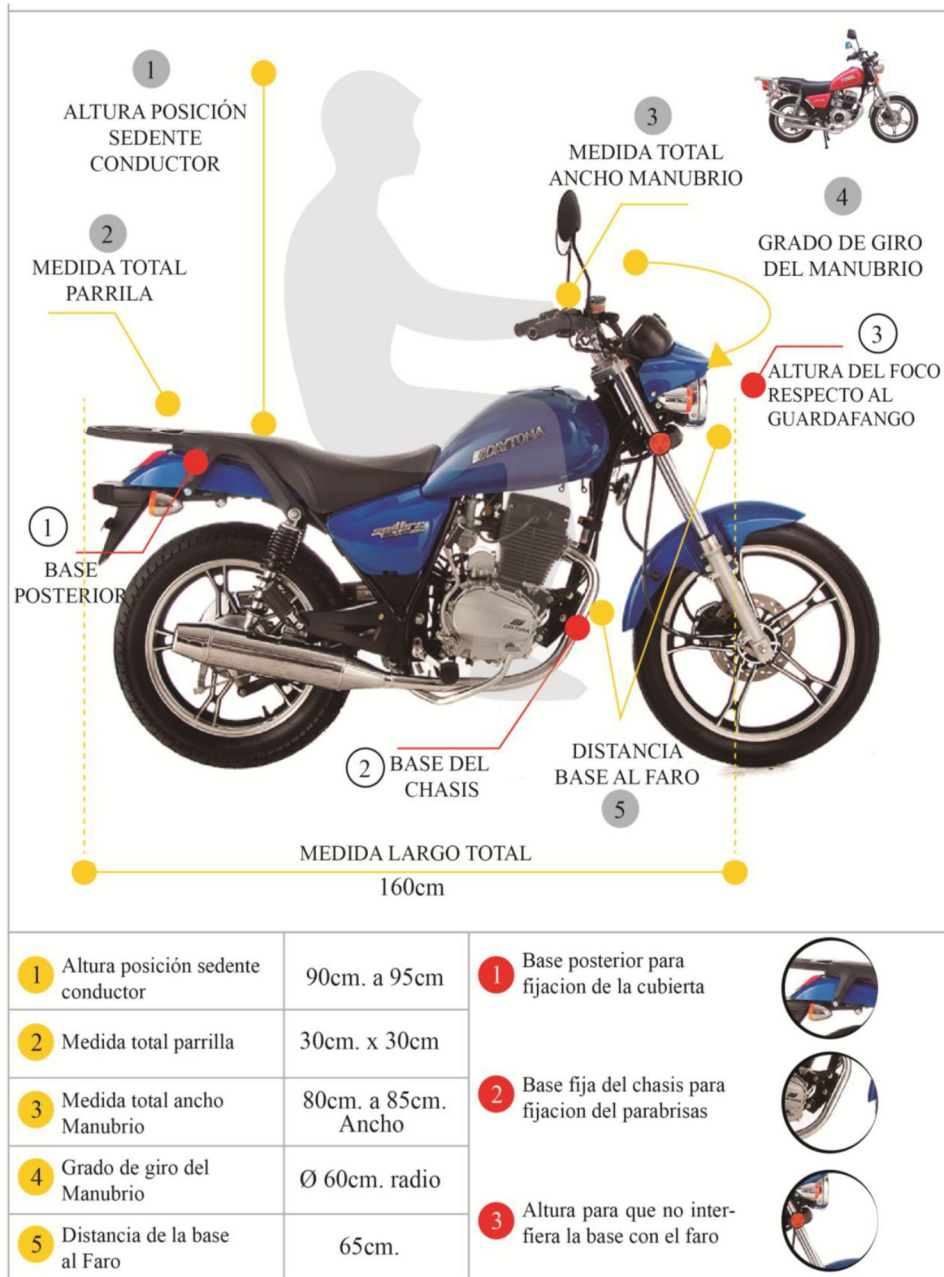 1
ALTURA POSICIÓN
SEDENTE
CONDUCTOR
2
MEDIDA TOTAL
PARRILA
3
MEDIDA TOTAL
ANCHO MANUBRIO
4
GRADO DE GIRO
DEL MANUBRIO
3
ALTURA DEL FOCO
RESPECTO AL
GUARDAFANGO
DAYTONA
1
BASE
POSTERIOR
DAYTONA
2 BASE DEL
CHASIS
DISTANCIA
BASE AL FARO
5
MEDIDA LARGO TOTAL
160cm
1 Altura posición sedente
conductor
90cm. a 95cm
2 Medida total parrilla
30cm. x 30cm
3 Medida total ancho
Manubrio
80cm. a 85cm.
Ancho
4 Grado de giro del
Manubrio
Ø 60cm. radio
5 Distancia de la base
al Faro
65cm.
1 Base posterior para
fijacion de la cubierta
2 Base fija del chasis para
fijacion del parabrisas
3 Altura para que no inter-
fiera la base con el faro